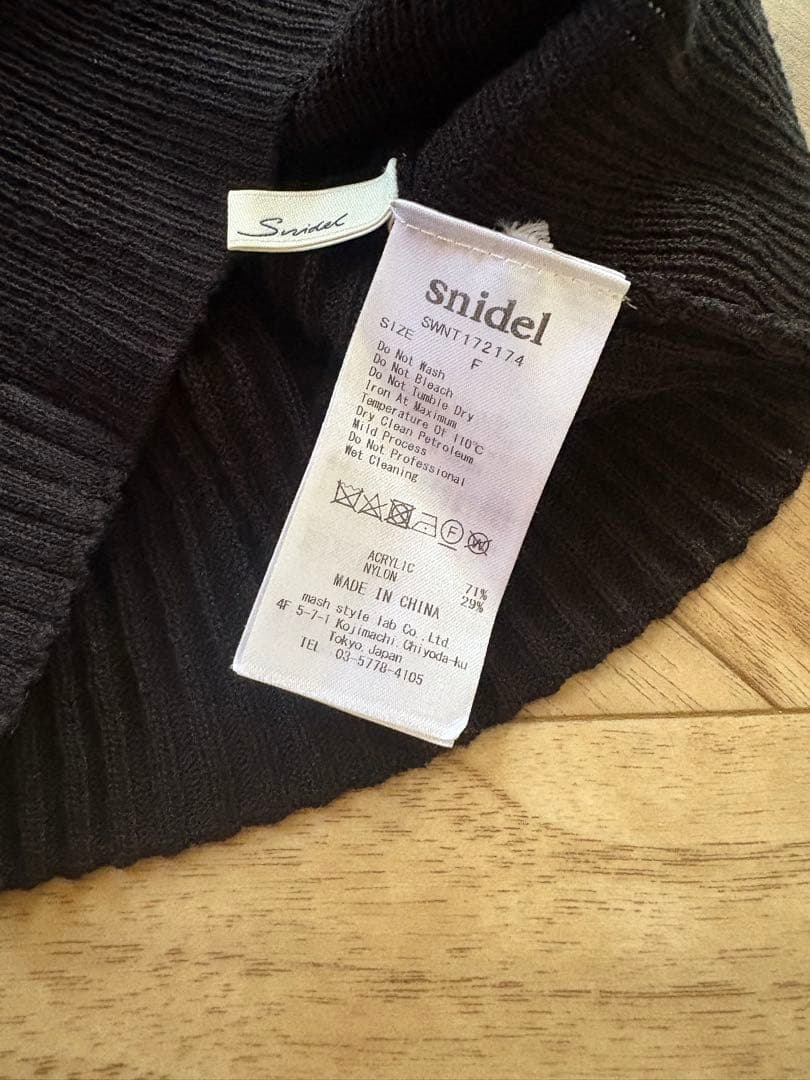 Snidel
snidel
SWNT172174
SIZE F
Do Not Wash
Do Not Bleach
Do Not Tumble Dry
Iron At Maximum
Temperature Of 110℃
Dry Clean Petroleum
Mild Process
Do Not Professional
Wet Cleaning
F W
ACRYLIC 71%
NYLON 29%
MADE IN CHINA
mash style lab Co.,Ltd.
4F 5-7-1 Kojimachi.Chiyoda-ku
Tokyo.Japan
TEL 03-5778-4105